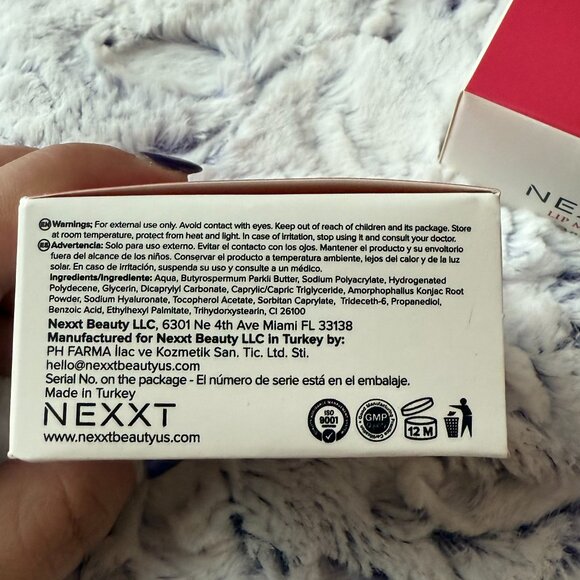 EN Warnings; For external use only. Avoid contact with eyes. Keep out of reach of children and its package. Store
at room temperature, protect from heat and light. In case of irritation, stop using it and consult your doctor.
ES Advertencia: Solo para uso externo. Evitar el contacto con los ojos. Mantener el producto y su envoltorio
fuera del alcance de los niños. Conservar el producto a temperatura ambiente, lejos del calor y de la luz
solar. En caso de irritación, suspenda su uso y consulte a un médico.
Ingredients/Ingrediente: Aqua, Butyrospermum Parkii Butter, Sodium Polyacrylate, Hydrogenated
Polydecene, Glycerin, Dicaprylyl Carbonate, Caprylic/Capric Triglyceride, Amorphophallus Konjac Root
Powder, Sodium Hyaluronate, Tocopherol Acetate, Sorbitan Caprylate, Trideceth-6, Propanediol,
Benzoic Acid, Ethylhexyl Palmitate, Trihydroxystearin, CI 26100
Nexxt Beauty LLC, 6301 Ne 4th Ave Miami FL 33138
Manufactured for Nexxt Beauty LLC in Turkey by:
PH FARMA İlac ve Kozmetik San. Tic. Ltd. Sti.
hello@nexxtbeautyus.com
Serial No. on the package - El número de serie está en el embalaje.
Made in Turkey
NEXXT
www.nexxtbeautyus.com
ISO
9001
GMP
12 M
NE
LIP